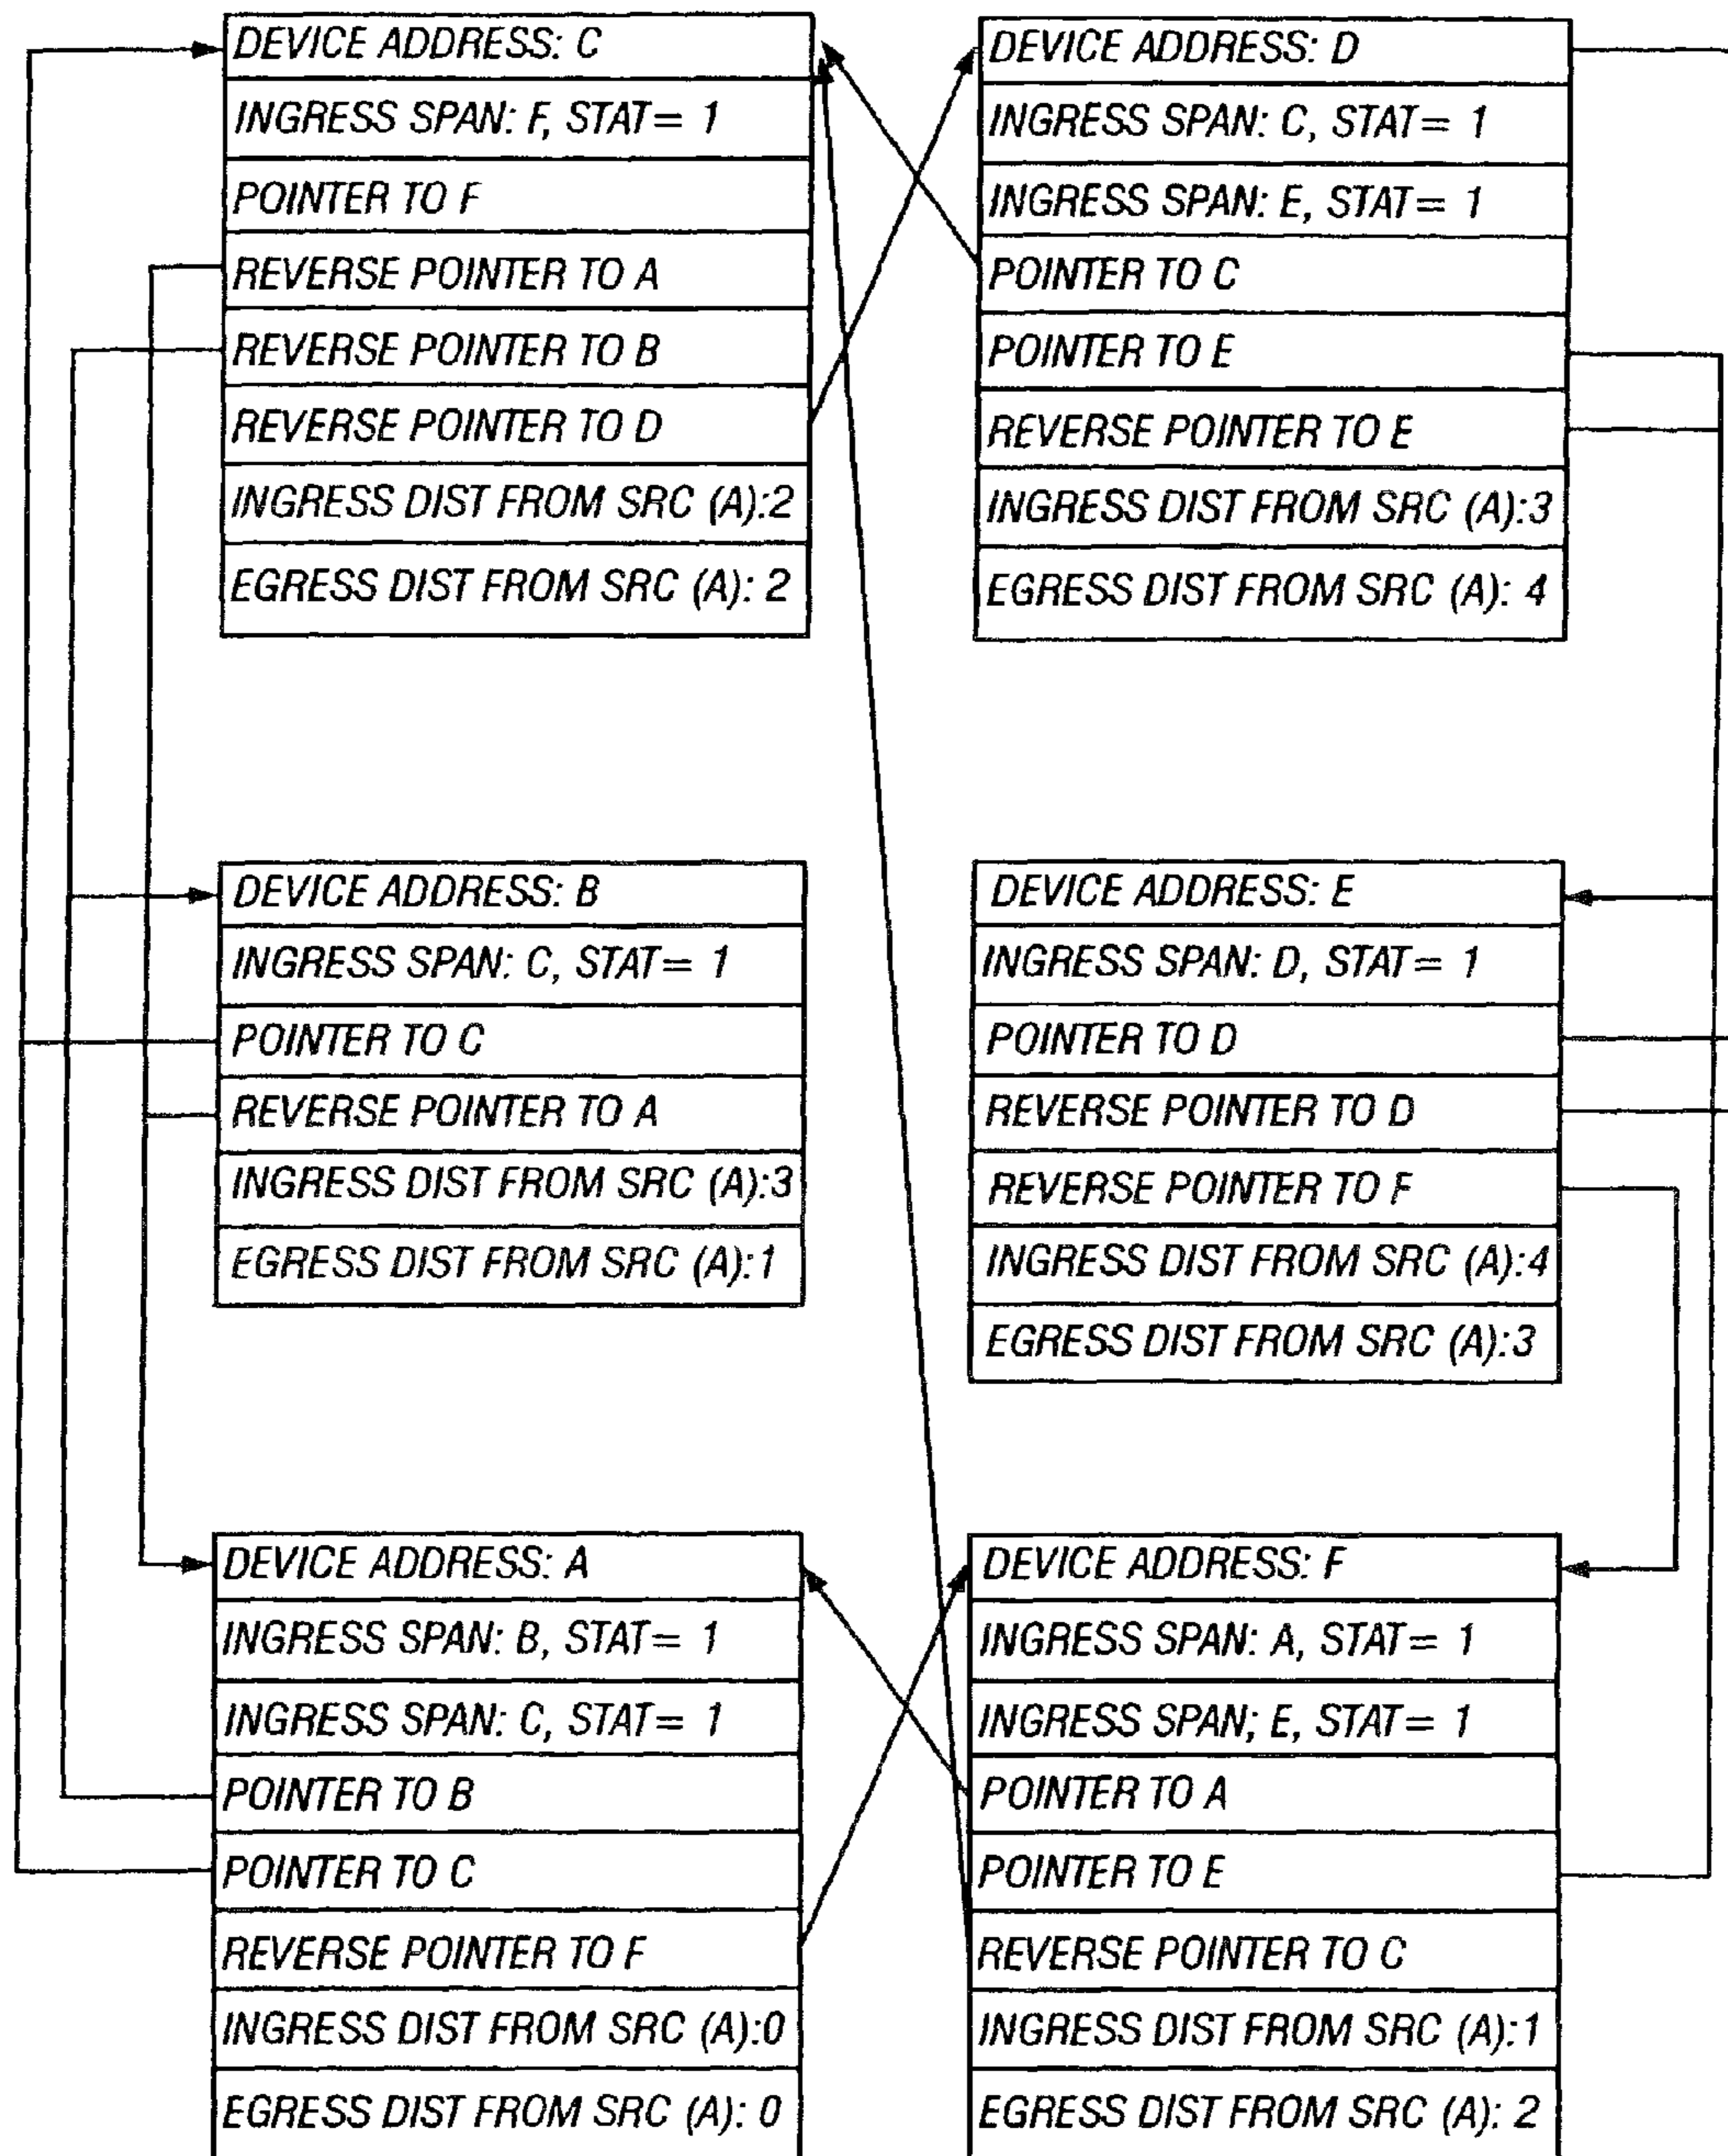 DEVICE ADDRESS: C
INGRESS SPAN: F, STAT= 1
POINTER TO F
REVERSE POINTER TO A
REVERSE POINTER TO B
REVERSE POINTER TO D
INGRESS DIST FROM SRC (A):2
EGRESS DIST FROM SRC (A): 2
DEVICE ADDRESS: D
INGRESS SPAN: C, STAT= 1
INGRESS SPAN: E, STAT= 1
POINTER TO C
POINTER TO E
REVERSE POINTER TO E
INGRESS DIST FROM SRC (A):3
EGRESS DIST FROM SRC (A): 4
DEVICE ADDRESS: B
INGRESS SPAN: C, STAT= 1
POINTER TO C
REVERSE POINTER TO A
INGRESS DIST FROM SRC (A):3
EGRESS DIST FROM SRC (A):1
DEVICE ADDRESS: E
INGRESS SPAN: D, STAT= 1
POINTER TO D
REVERSE POINTER TO D
REVERSE POINTER TO F
INGRESS DIST FROM SRC (A):4
EGRESS DIST FROM SRC (A):3
DEVICE ADDRESS: A
INGRESS SPAN: B, STAT= 1
INGRESS SPAN: C, STAT= 1
POINTER TO B
POINTER TO C
REVERSE POINTER TO F
INGRESS DIST FROM SRC (A):0
EGRESS DIST FROM SRC (A): 0
DEVICE ADDRESS: F
INGRESS SPAN: A, STAT= 1
INGRESS SPAN; E, STAT= 1
POINTER TO A
POINTER TO E
REVERSE POINTER TO C
INGRESS DIST FROM SRC (A):1
EGRESS DIST FROM SRC (A): 2